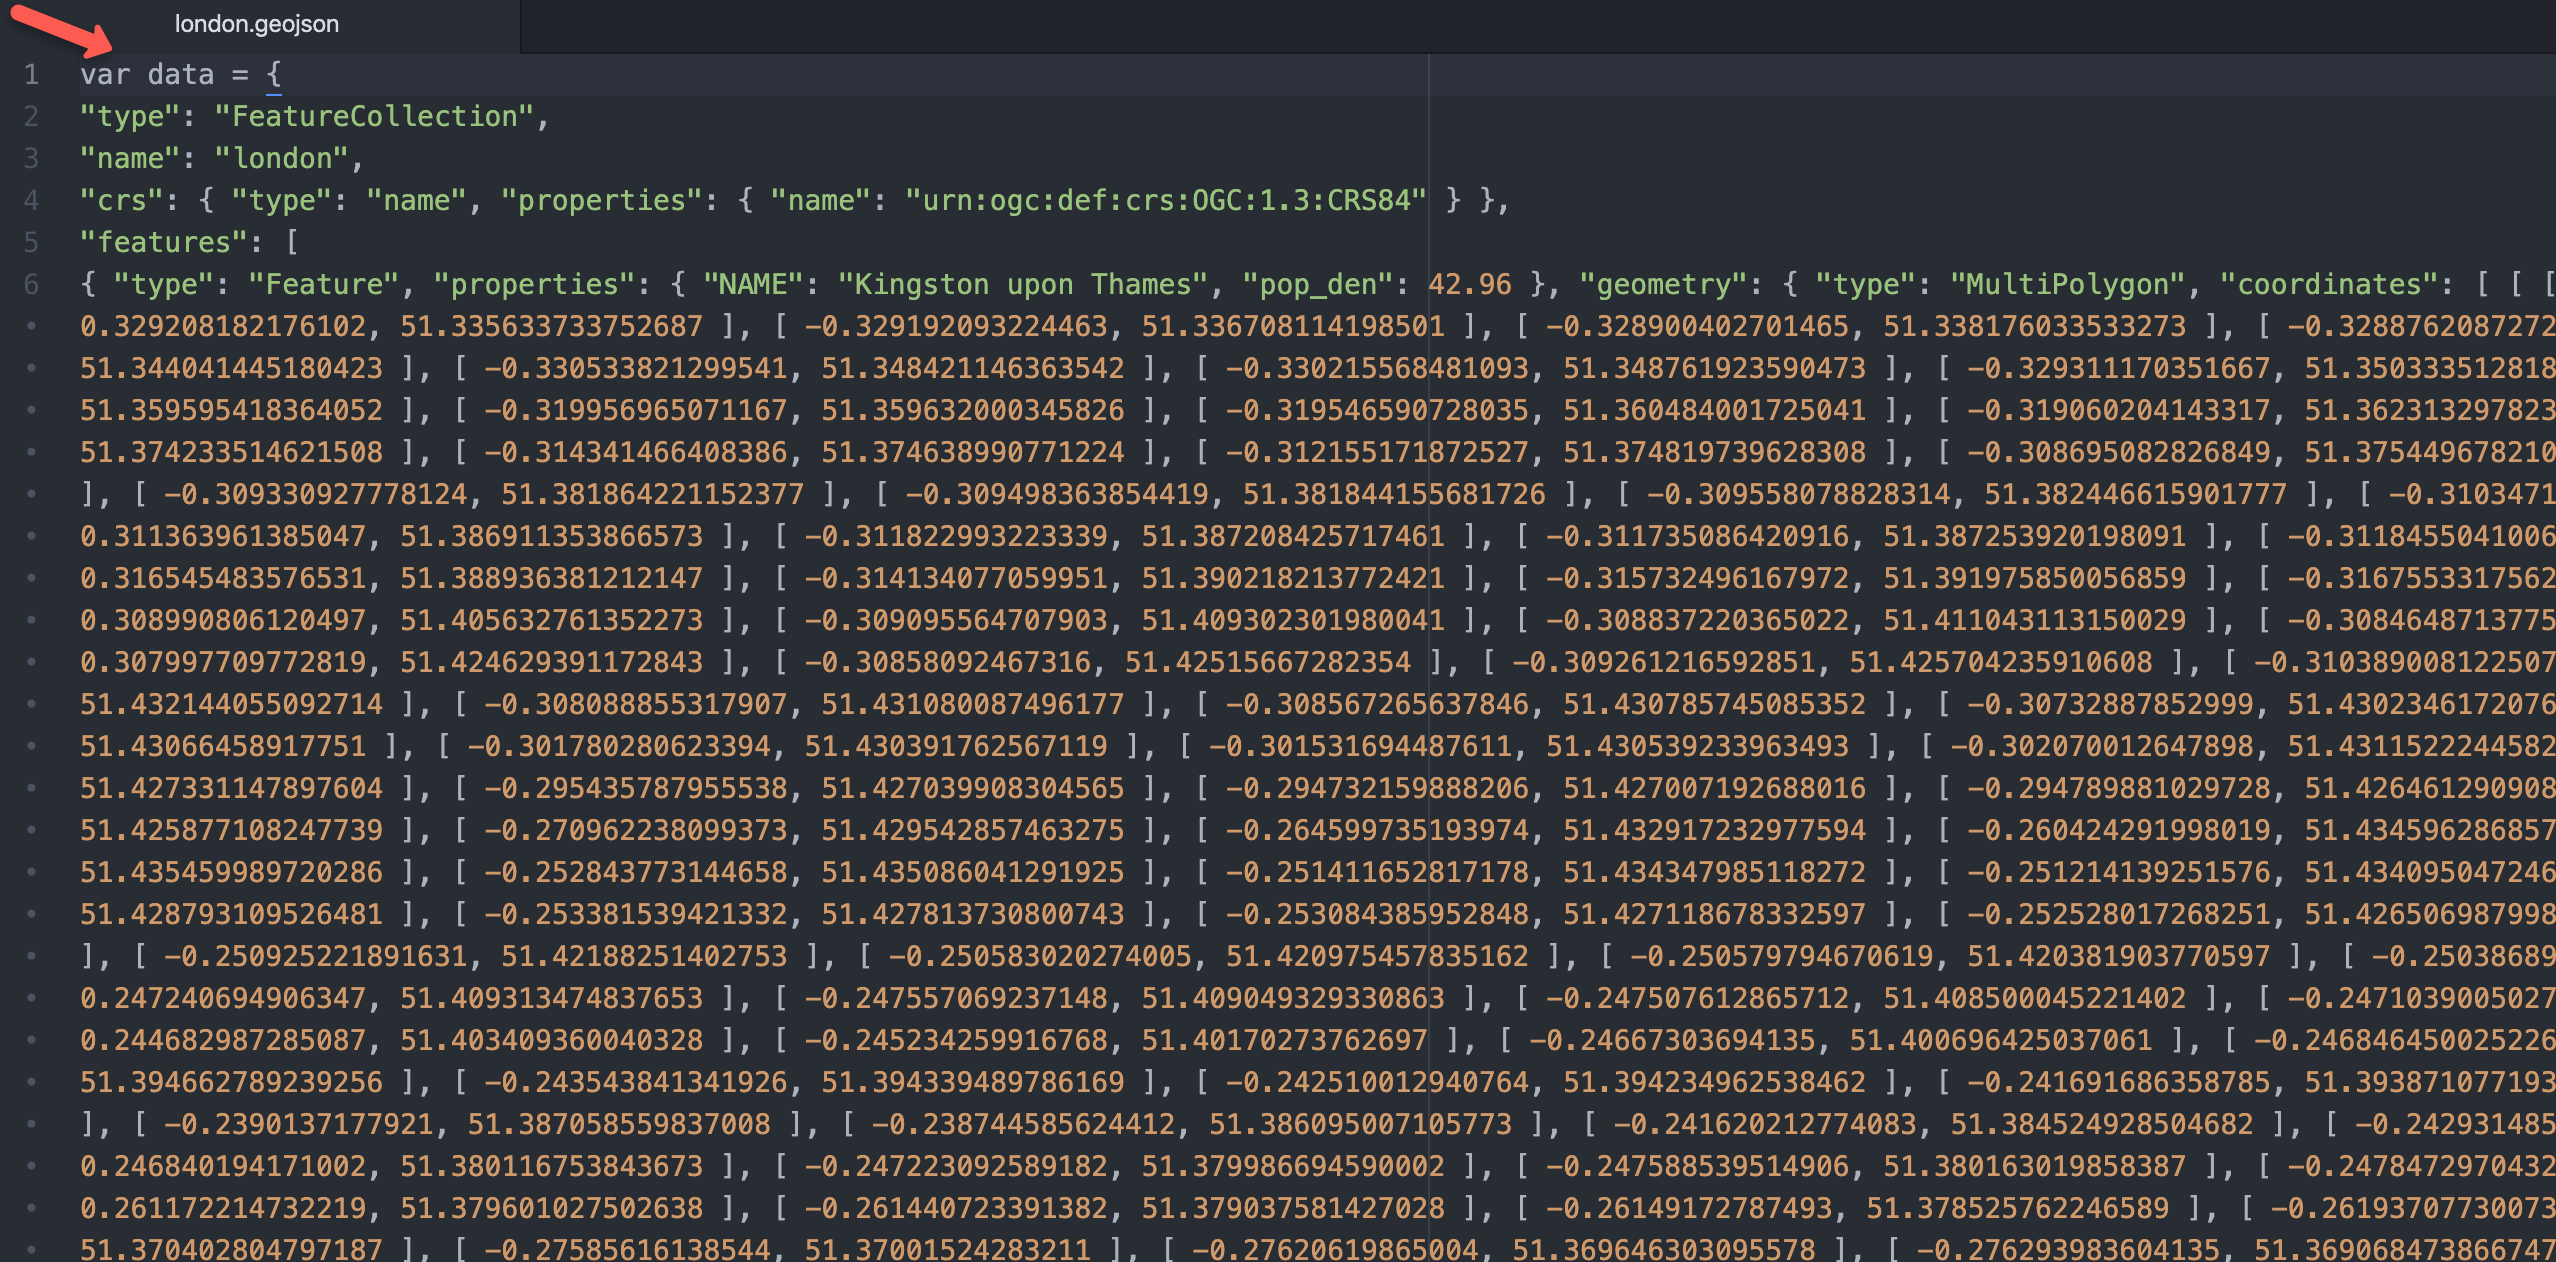 london.geojson
1 var data = {
2 "type": "FeatureCollection",
3 "name": "london",
4 "crs": { "type": "name", "properties": { "name": "urn:ogc:def:crs:OGC:1.3:CRS84" } },
5 "features": [
6 { "type": "Feature", "properties": { "NAME": "Kingston upon Thames", "pop_den": 42.96 }, "geometry": { "type": "MultiPolygon", "coordinates": [ [ [
• 0.329208182176102, 51.335633733752687 ], [ -0.329192093224463, 51.336708114198501 ], [ -0.328900402701465, 51.338176033533273 ], [ -0.3288762087272
• 51.344041445180423 ], [ -0.330533821299541, 51.348421146363542 ], [ -0.330215568481093, 51.348761923590473 ], [ -0.329311170351667, 51.350333512818
• 51.359595418364052 ], [ -0.319956965071167, 51.359632000345826 ], [ -0.319546590728035, 51.360484001725041 ], [ -0.319060204143317, 51.362313297823
• 51.374233514621508 ], [ -0.314341466408386, 51.374638990771224 ], [ -0.312155171872527, 51.374819739628308 ], [ -0.308695082826849, 51.375449678210
• ], [ -0.309330927778124, 51.381864221152377 ], [ -0.309498363854419, 51.381844155681726 ], [ -0.309558078828314, 51.382446615901777 ], [ -0.3103471
• 0.311363961385047, 51.386911353866573 ], [ -0.311822993223339, 51.387208425717461 ], [ -0.311735086420916, 51.387253920198091 ], [ -0.3118455041006
• 0.316545483576531, 51.388936381212147 ], [ -0.314134077059951, 51.390218213772421 ], [ -0.315732496167972, 51.391975850056859 ], [ -0.3167553317562
• 0.308990806120497, 51.405632761352273 ], [ -0.309095564707903, 51.409302301980041 ], [ -0.308837220365022, 51.411043113150029 ], [ -0.3084648713775
• 0.307997709772819, 51.424629391172843 ], [ -0.30858092467316, 51.42515667282354 ], [ -0.309261216592851, 51.425704235910608 ], [ -0.310389008122507
• 51.432144055092714 ], [ -0.308088855317907, 51.431080087496177 ], [ -0.308567265637846, 51.430785745085352 ], [ -0.30732887852999, 51.4302346172076
• 51.43066458917751 ], [ -0.301780280623394, 51.430391762567119 ], [ -0.301531694487611, 51.430539233963493 ], [ -0.302070012647898, 51.4311522244582
• 51.427331147897604 ], [ -0.295435787955538, 51.427039908304565 ], [ -0.294732159888206, 51.427007192688016 ], [ -0.294789881029728, 51.426461290908
• 51.425877108247739 ], [ -0.270962238099373, 51.429542857463275 ], [ -0.264599735193974, 51.432917232977594 ], [ -0.260424291998019, 51.434596286857
• 51.435459989720286 ], [ -0.252843773144658, 51.435086041291925 ], [ -0.251411652817178, 51.434347985118272 ], [ -0.251214139251576, 51.434095047246
• 51.428793109526481 ], [ -0.253381539421332, 51.427813730800743 ], [ -0.253084385952848, 51.427118678332597 ], [ -0.252528017268251, 51.426506987998
• ], [ -0.250925221891631, 51.42188251402753 ], [ -0.250583020274005, 51.420975457835162 ], [ -0.250579794670619, 51.420381903770597 ], [ -0.25038689
• 0.247240694906347, 51.409313474837653 ], [ -0.247557069237148, 51.409049329330863 ], [ -0.247507612865712, 51.408500045221402 ], [ -0.2471039005027
• 0.244682987285087, 51.403409360040328 ], [ -0.245234259916768, 51.40170273762697 ], [ -0.24667303694135, 51.400696425037061 ], [ -0.246846450025226
• 51.394662789239256 ], [ -0.243543841341926, 51.394339489786169 ], [ -0.242510012940764, 51.394234962538462 ], [ -0.241691686358785, 51.393871077193
• ], [ -0.2390137177921, 51.387058559837008 ], [ -0.238744585624412, 51.386095007105773 ], [ -0.241620212774083, 51.384524928504682 ], [ -0.242931485
• 0.246840194171002, 51.380116753843673 ], [ -0.247223092589182, 51.379986694590002 ], [ -0.247588539514906, 51.380163019858387 ], [ -0.2478472970432
• 0.261172214732219, 51.379601027502638 ], [ -0.261440723391382, 51.379037581427028 ], [ -0.26149172787493, 51.378525762246589 ], [ -0.26193707730073
• 51.370402804797187 ], [ -0.27585616138544, 51.37001524283211 ], [ -0.27620619865004, 51.369646303095578 ], [ -0.276293983604135, 51.369068473866747